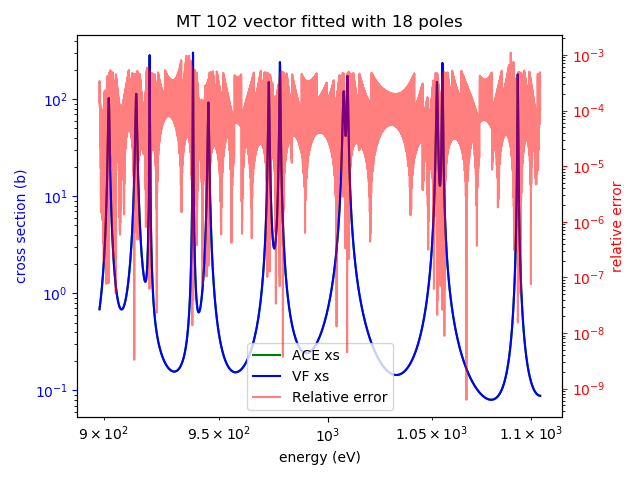 MT 102 vector fitted with 18 poles
10²
10¹
10⁰
10⁻¹
cross section (b)
10⁻³
10⁻⁴
10⁻⁵
10⁻⁶
10⁻⁷
10⁻⁸
10⁻⁹
relative error
ACE xs
VF xs
Relative error
9 × 10² 9.5 × 10² 10³ 1.05 × 10³ 1.1 × 10³
energy (eV)